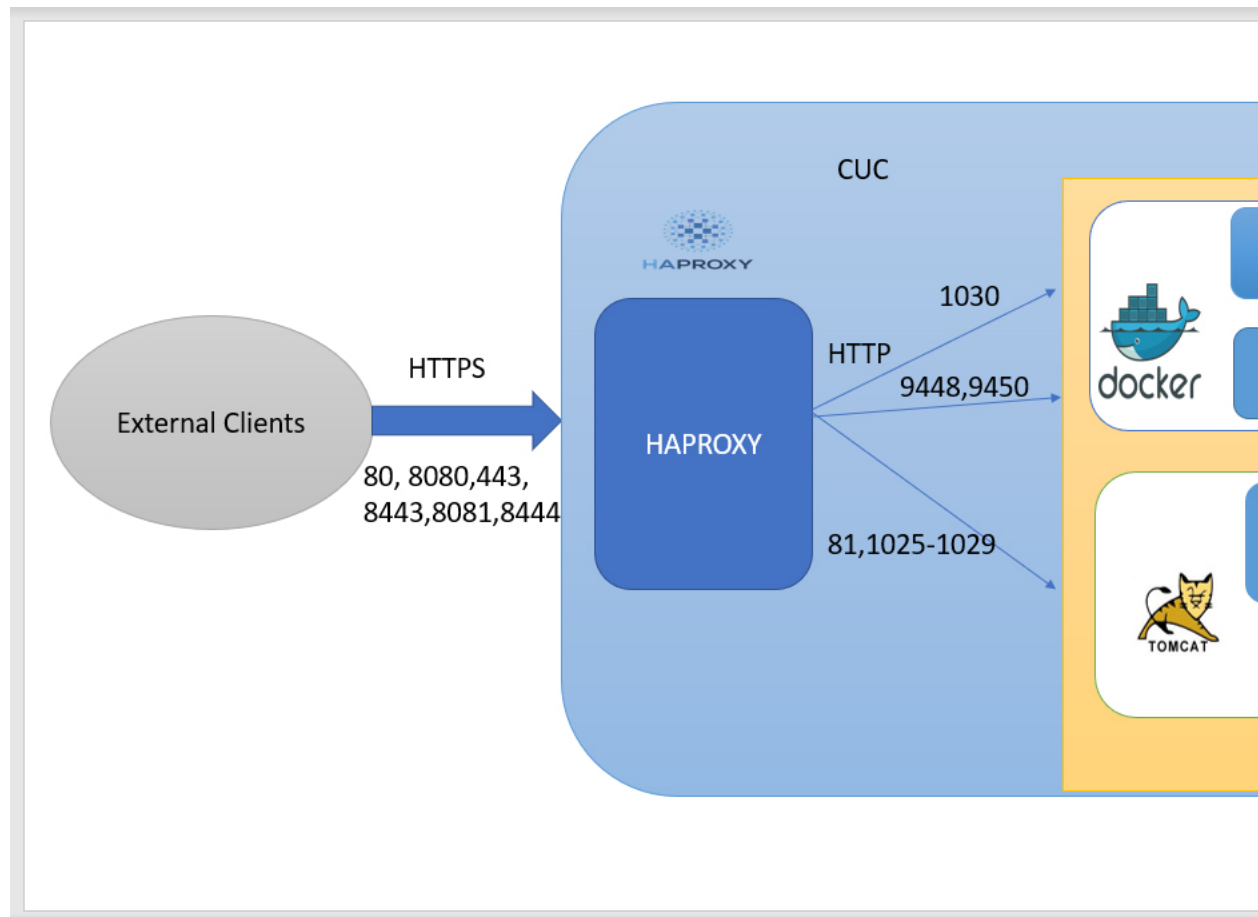 CUC
HAPROXY
1030
HTTP
9448,9450
docker
HTTPS
External Clients
HAPROXY
80, 8080,443,
8443,8081,8444
81,1025-1029
TOMCAT